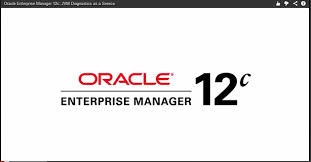 Oracle Enterprise Manager 12c: JVM Diagnostics as a Service
ORACLE®
ENTERPRISE MANAGER 12c